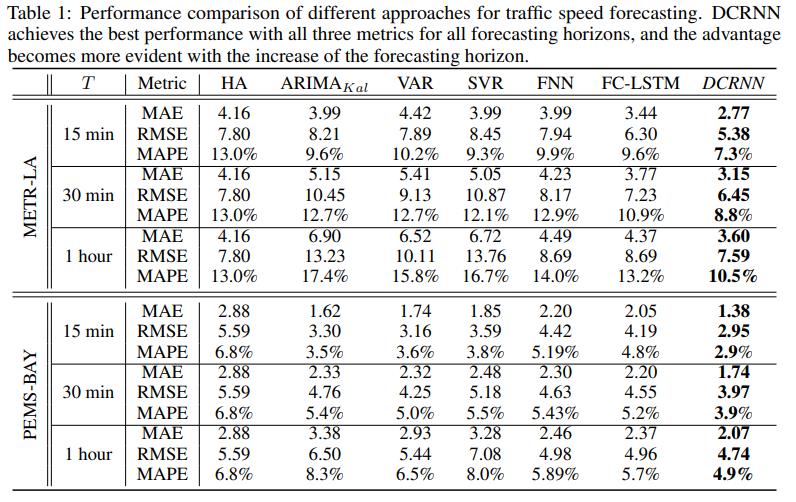 Table 1: Performance comparison of different approaches for traffic speed forecasting. DCRNN
achieves the best performance with all three metrics for all forecasting horizons, and the advantage
becomes more evident with the increase of the forecasting horizon.
T Metric HA ARIMA_Kal VAR SVR FNN FC-LSTM DCRNN
METR-LA
15 min
MAE 4.16 3.99 4.42 3.99 3.99 3.44 2.77
RMSE 7.80 8.21 7.89 8.45 7.94 6.30 5.38
MAPE 13.0% 9.6% 10.2% 9.3% 9.9% 9.6% 7.3%
30 min
MAE 4.16 5.15 5.41 5.05 4.23 3.77 3.15
RMSE 7.80 10.45 9.13 10.87 8.17 7.23 6.45
MAPE 13.0% 12.7% 12.7% 12.1% 12.9% 10.9% 8.8%
1 hour
MAE 4.16 6.90 6.52 6.72 4.49 4.37 3.60
RMSE 7.80 13.23 10.11 13.76 8.69 8.69 7.59
MAPE 13.0% 17.4% 15.8% 16.7% 14.0% 13.2% 10.5%
PEMS-BAY
15 min
MAE 2.88 1.62 1.74 1.85 2.20 2.05 1.38
RMSE 5.59 3.30 3.16 3.59 4.42 4.19 2.95
MAPE 6.8% 3.5% 3.6% 3.8% 5.19% 4.8% 2.9%
30 min
MAE 2.88 2.33 2.32 2.48 2.30 2.20 1.74
RMSE 5.59 4.76 4.25 5.18 4.63 4.55 3.97
MAPE 6.8% 5.4% 5.0% 5.5% 5.43% 5.2% 3.9%
1 hour
MAE 2.88 3.38 2.93 3.28 2.46 2.37 2.07
RMSE 5.59 6.50 5.44 7.08 4.98 4.96 4.74
MAPE 6.8% 8.3% 6.5% 8.0% 5.89% 5.7% 4.9%